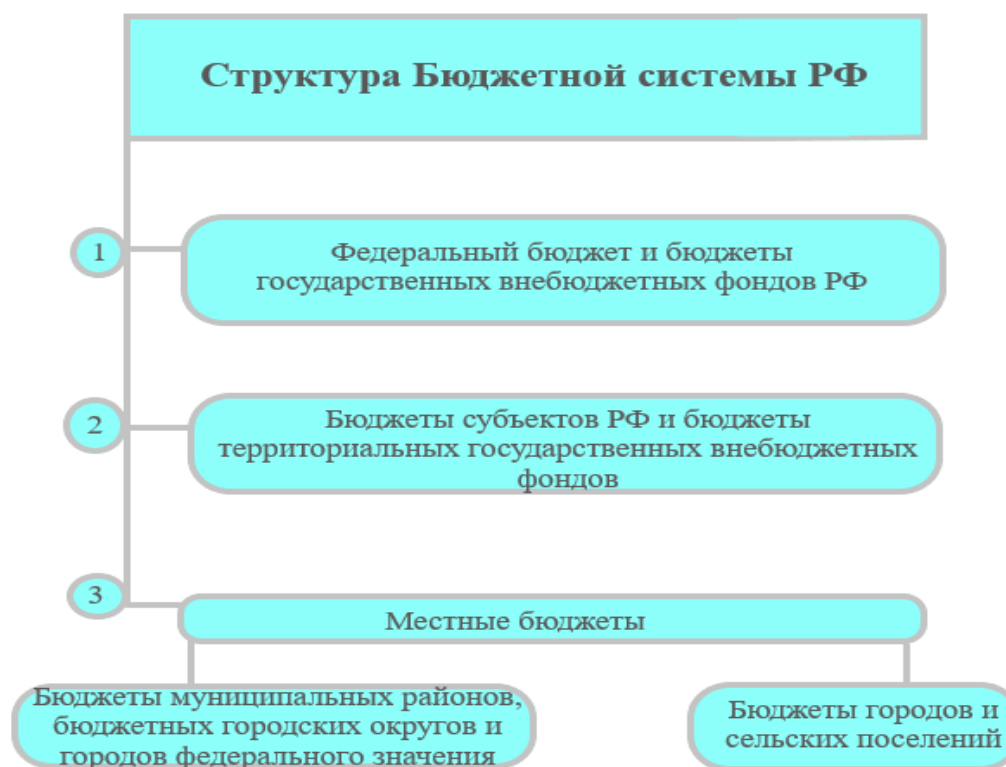 Структура Бюджетной системы РФ
1
Федеральный бюджет и бюджеты
государственных внебюджетных фондов РФ
2
Бюджеты субъектов РФ и бюджеты
территориальных государственных внебюджетных
фондов
3
Местные бюджеты
Бюджеты муниципальных районов,
бюджетных городских округов и
городов федерального значения
Бюджеты городов и
сельских поселений